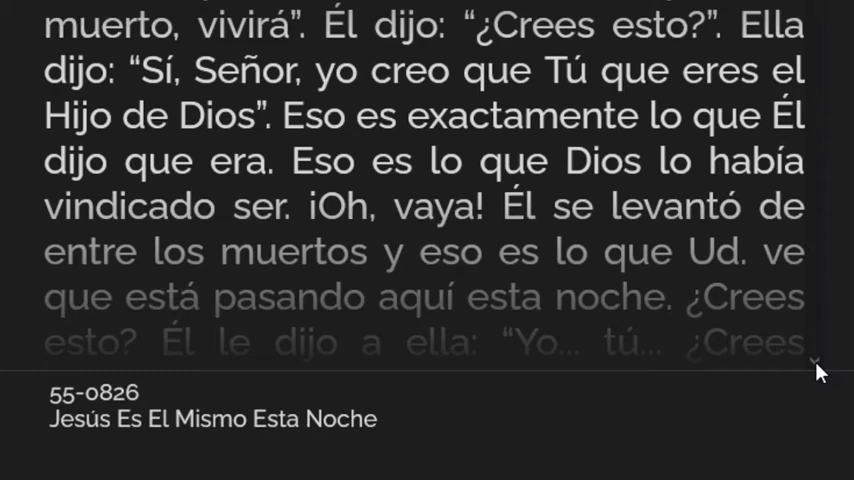 muerto, vivirá”. Él dijo: “¿Crees esto?”. Ella
dijo: “Sí, Señor, yo creo que Tú que eres el
Hijo de Dios”. Eso es exactamente lo que Él
dijo que era. Eso es lo que Dios lo había
vindicado ser. ¡Oh, vaya! Él se levantó de
entre los muertos y eso es lo que Ud. ve
que está pasando aquí esta noche. ¿Crees
esto? Él le dijo a ella: “Yo... tú... ¿Crees
55-0826
Jesús Es El Mismo Esta Noche